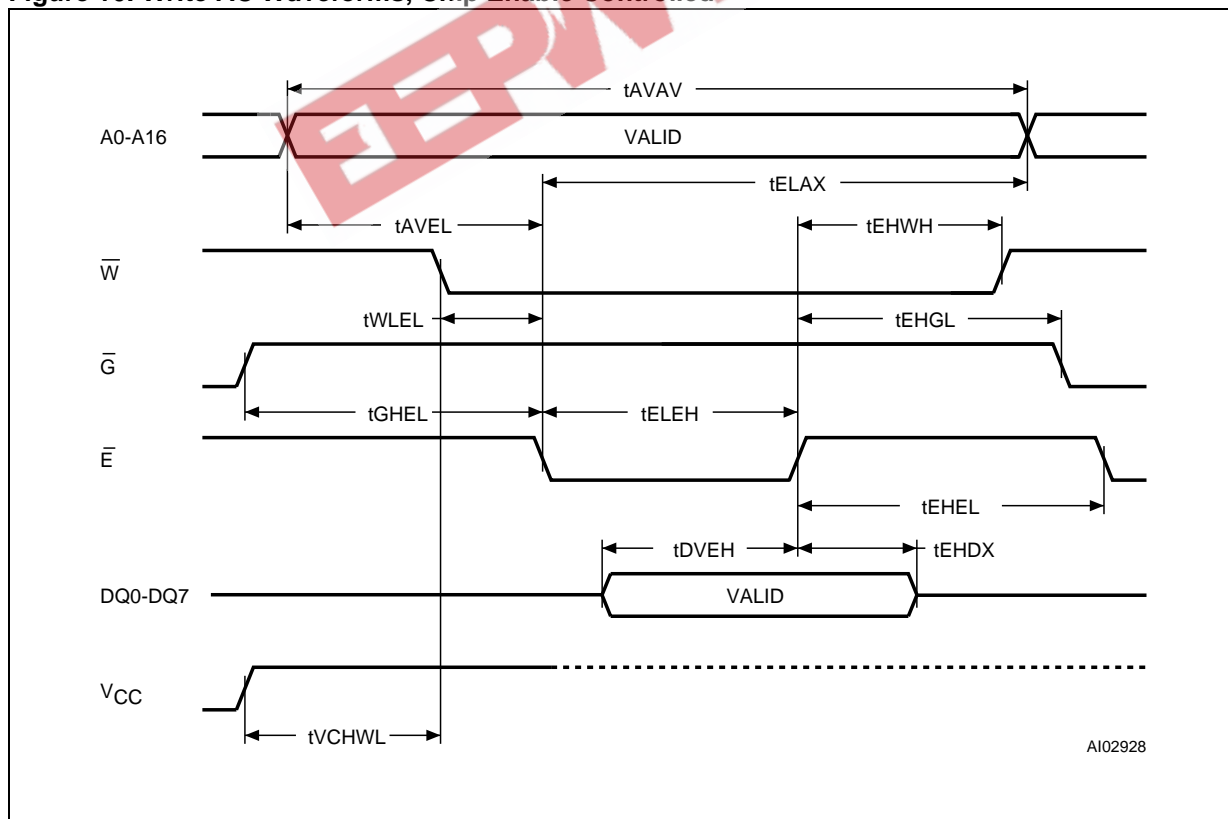 tAVAV
A0-A16
VALID
tELAX
tAVEL
tEHWH
W
tWLEL
tEHGL
G
tGHEL
tELEH
E
tEHEL
tDVEH
tEHDX
DQ0-DQ7
VALID
VCC
tVCHWL
AI02928